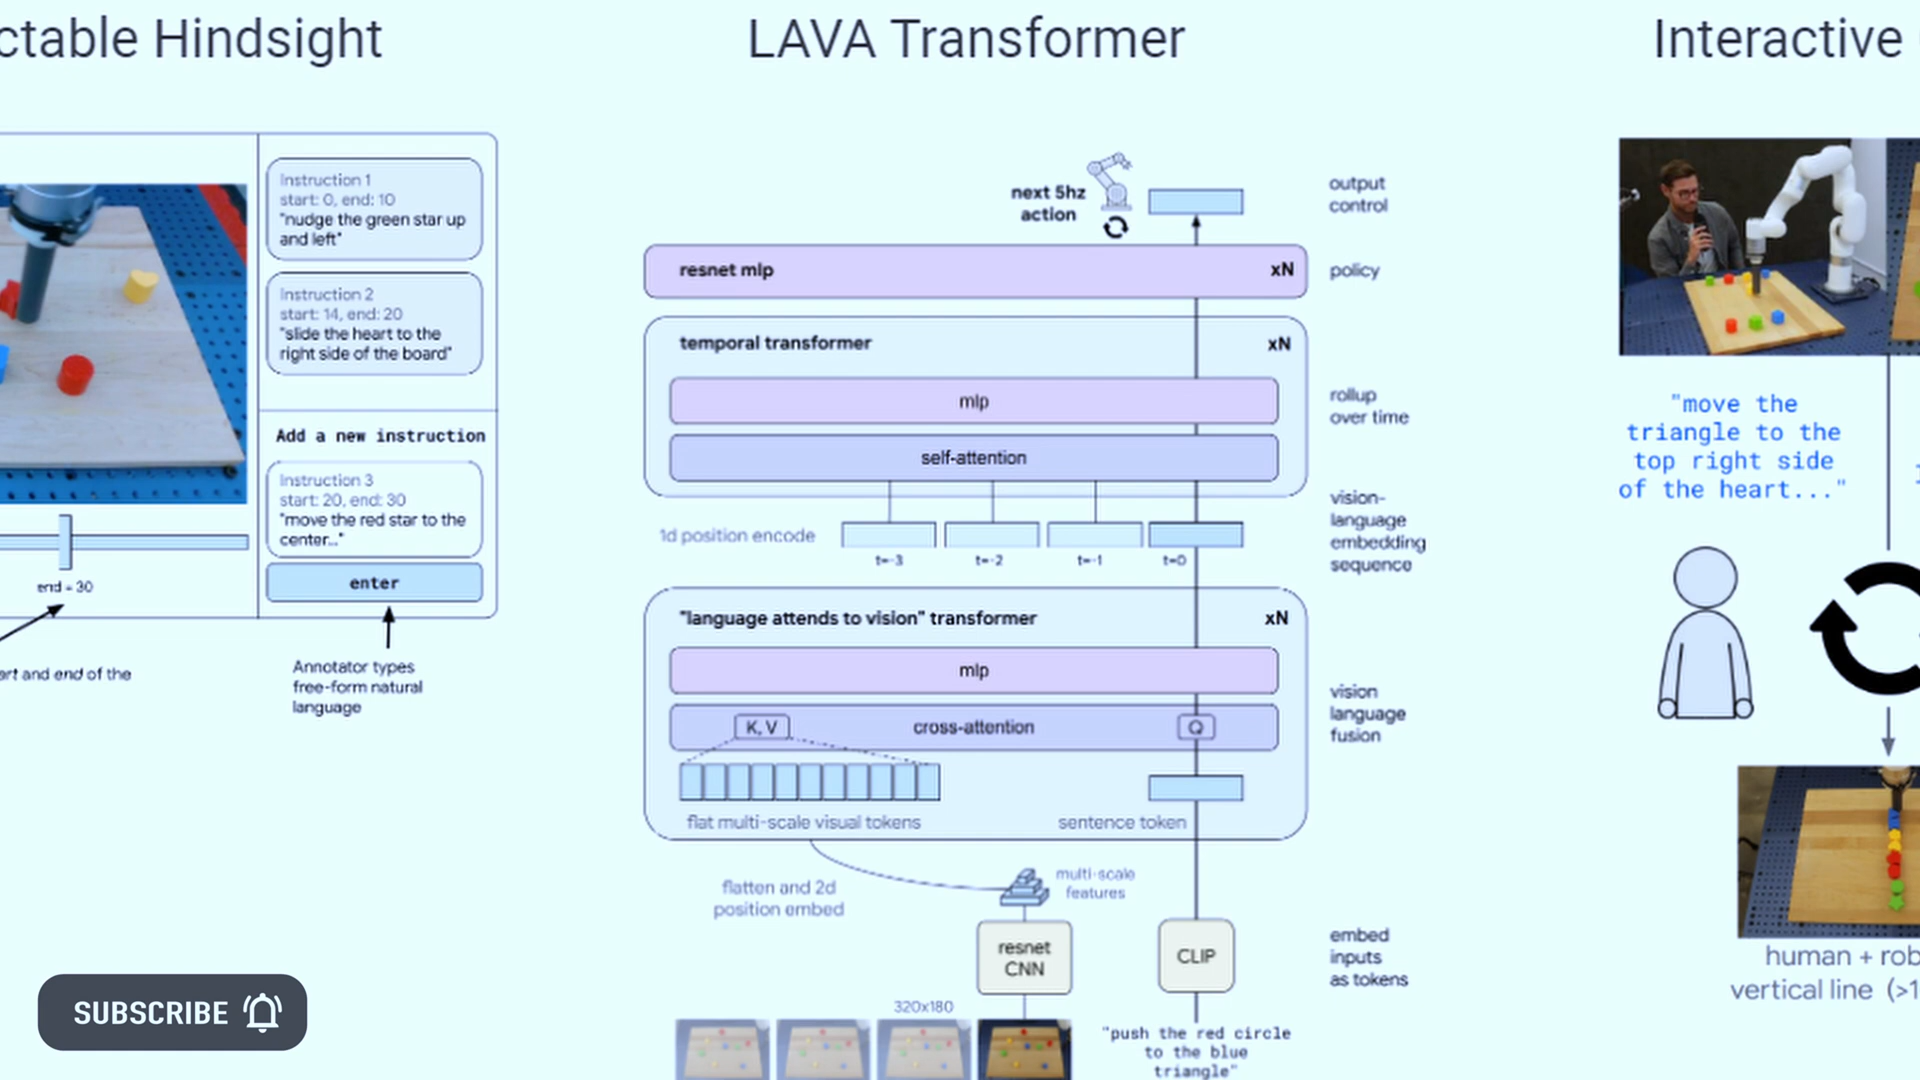 ctable Hindsight
LAVA Transformer
Interactive
Instruction 1
start: 0, end: 10
"nudge the green star up
and left"
Instruction 2
start: 14, end: 20
"slide the heart to the
right side of the board"
Add a new instruction
Instruction 3
start: 20, end: 30
"move the red star to the
center..."
enter
end = 30
art and end of the
Annotator types
free-form natural
language
next 5hz
action
output
control
resnet mlp
xN
policy
temporal transformer
xN
mlp
self-attention
rollup
over time
1d position encode
t=-3
t=-2
t=-1
t=0
vision-
language
embedding
sequence
"language attends to vision" transformer
xN
mlp
K, V
cross-attention
Q
vision
language
fusion
flat multi-scale visual tokens
sentence token
flatten and 2d
position embed
multi-scale
features
resnet
CNN
CLIP
embed
inputs
as tokens
320x180
"push the red circle
to the blue
triangle"
"move the
triangle to the
top right side
of the heart..."
human + rob
vertical line (>1
SUBSCRIBE